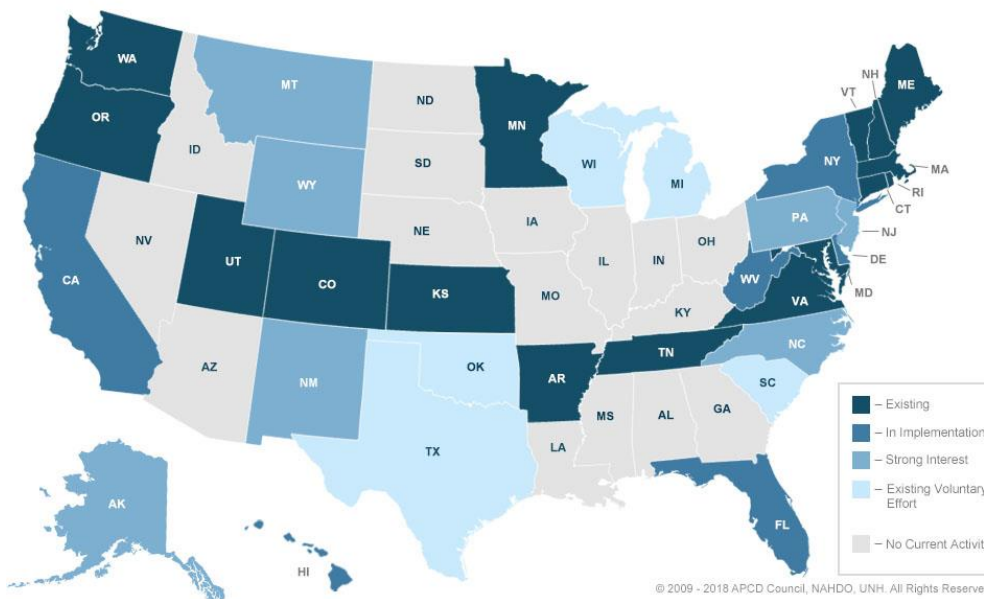 WA
MT
ND
MN
OR
ID
SD
WI
MI
WY
NY
VT
NH
ME
MA
RI
CT
NJ
DE
MD
PA
IA
NE
NV
UT
CO
KS
CA
IL
IN
OH
WV
VA
MO
KY
NC
TN
SC
AZ
NM
OK
AR
TX
MS
AL
GA
LA
FL
AK
HI
– Existing
– In Implementation
– Strong Interest
– Existing Voluntary
Effort
– No Current Activit
© 2009 - 2018 APCD Council, NAHDO, UNH. All Rights Reserve